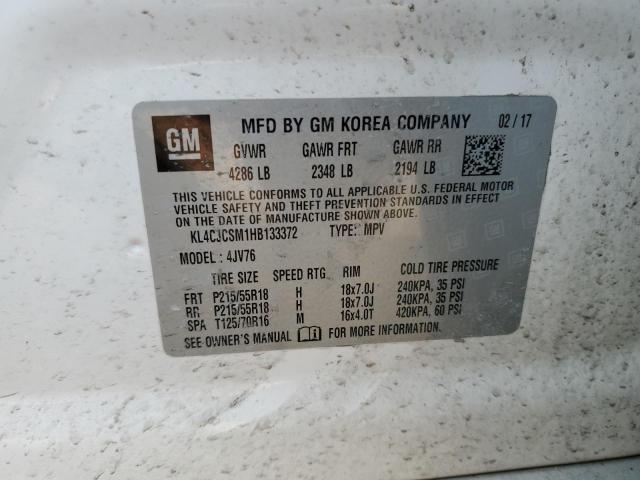 GM
MFD BY GM KOREA COMPANY 02 / 17
GVWR GAWR FRT GAWR RR
4286 LB 2348 LB 2194 LB
THIS VEHICLE CONFORMS TO ALL APPLICABLE U.S. FEDERAL MOTOR
VEHICLE SAFETY AND THEFT PREVENTION STANDARDS IN EFFECT
ON THE DATE OF MANUFACTURE SHOWN ABOVE.
KL4CJCSM1HB133372 TYPE: MPV
MODEL : 4JV76
TIRE SIZE SPEED RTG. RIM COLD TIRE PRESSURE
FRT P215/55R18 H 18x7.0J 240KPA, 35 PSI
RR P215/55R18 H 18x7.0J 240KPA, 35 PSI
SPA T125/70R16 M 16x4.0T 420KPA, 60 PSI
SEE OWNER'S MANUAL FOR MORE INFORMATION.